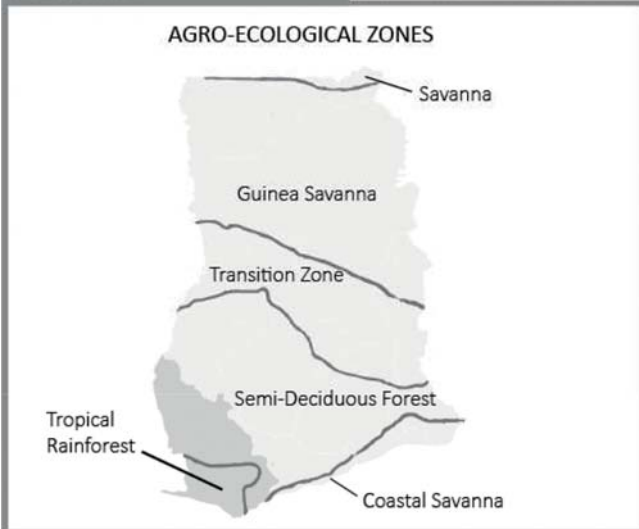 AGRO-ECOLOGICAL ZONES
Savanna
Guinea Savanna
Transition Zone
Semi-Deciduous Forest
Tropical
Rainforest
Coastal Savanna